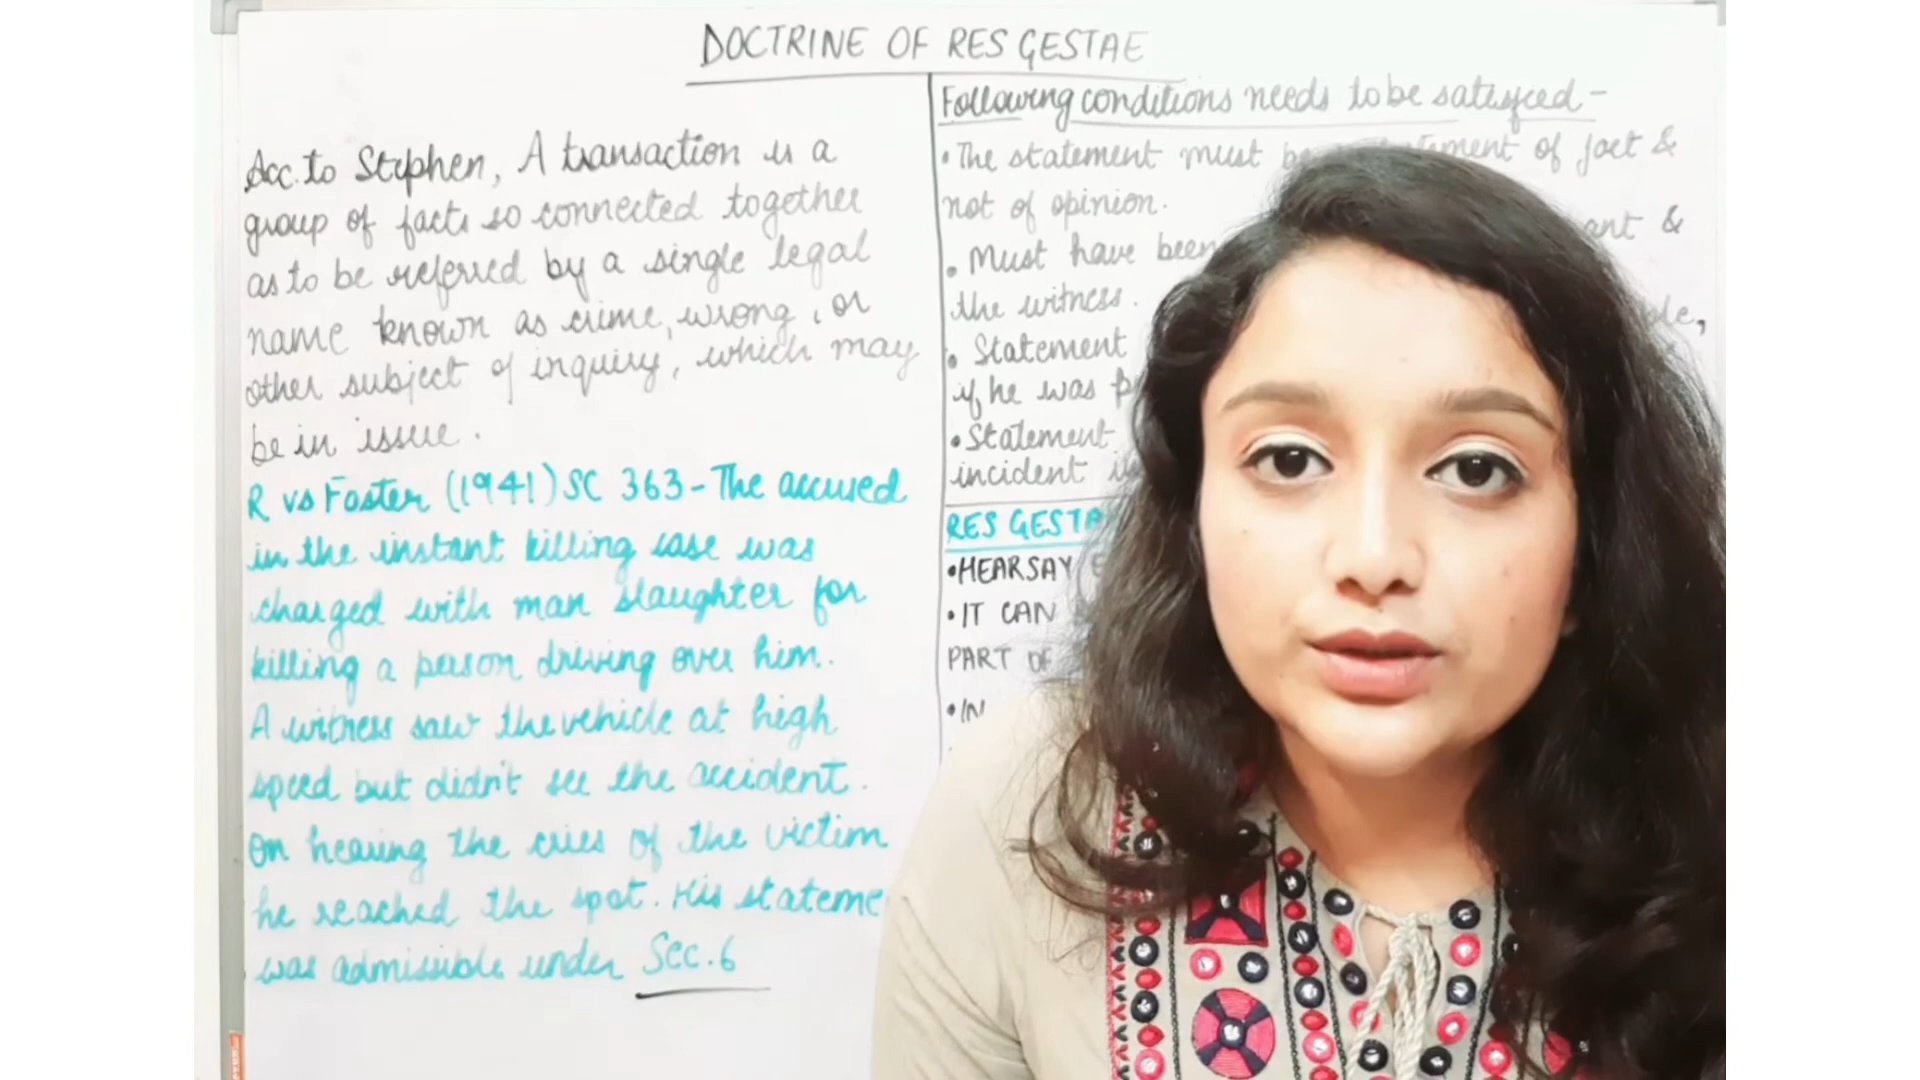 DOCTRINE OF RES GESTAE
Acc. to Stephen, A transaction is a
group of facts so connected together
as to be referred by a single legal
name known as crime, wrong, or
other subject of inquiry, which may
be in issue.
R vs Foster (1941) SC 363 - The accused
in the instant killing case was
charged with man slaughter for
killing a person driving over him.
A witness saw the vehicle at high
speed but didn't see the accident.
On hearing the cries of the victim
he reached the spot. His stateme
was admissible under Sec. 6
Following conditions needs to be satisfied -
• The statement must of fact &
not of opinion.
• Must have been &
the witness.
• Statement
if he was
• Statement
incident
RES GESTA
• HEARSAY
• IT CAN
PART OF
• IN